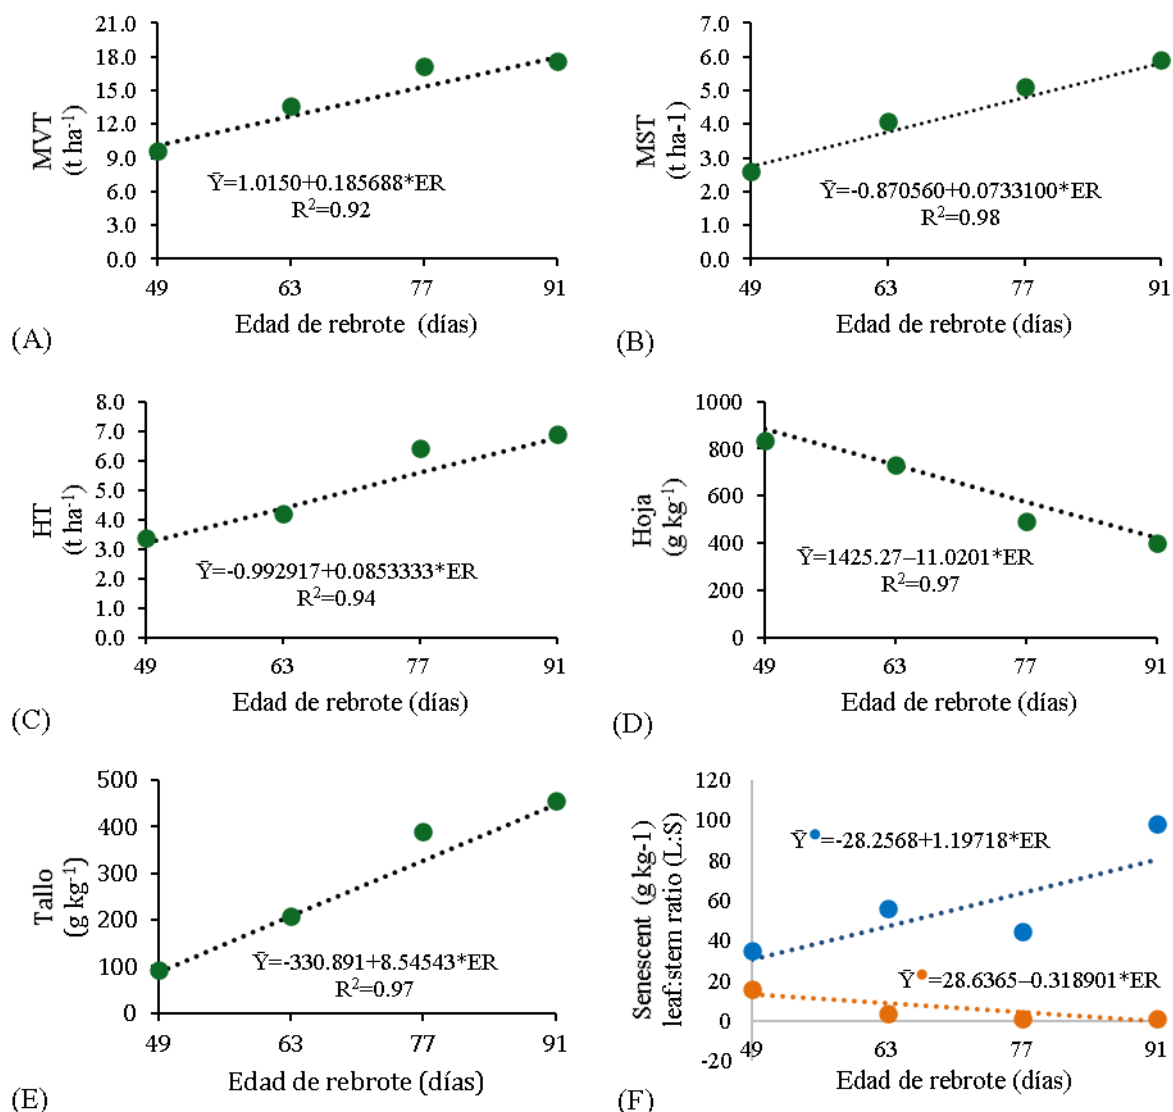 21.0
18.0
15.0
12.0
9.0
6.0
3.0
0.0
MVT
(t ha⁻¹)
Ȳ=1.0150+0.185688*ER
R²=0.92
49 63 77 91
Edad de rebrote (días)
(A)
7.0
6.0
5.0
4.0
3.0
2.0
1.0
0.0
MST
(t ha-1)
Ȳ=-0.870560+0.0733100*ER
R²=0.98
49 63 77 91
Edad de rebrote (días)
(B)
8.0
7.0
6.0
5.0
4.0
3.0
2.0
1.0
0.0
HT
(t ha⁻¹)
Ȳ=-0.992917+0.0853333*ER
R²=0.94
49 63 77 91
Edad de rebrote (días)
(C)
1000
800
600
400
200
0
Hoja
(g kg⁻¹)
Ȳ=1425.27–11.0201*ER
R²=0.97
49 63 77 91
Edad de rebrote (días)
(D)
500
400
300
200
100
0
Tallo
(g kg⁻¹)
Ȳ=-330.891+8.54543*ER
R²=0.97
49 63 77 91
Edad de rebrote (días)
(E)
120
100
80
60
40
20
0
-20
Senescent (g kg-1)
leaf:stem ratio (L:S)
Ȳ●=-28.2568+1.19718*ER
Ȳ●=28.6365–0.318901*ER
49 63 77 91
Edad de rebrote (días)
(F)